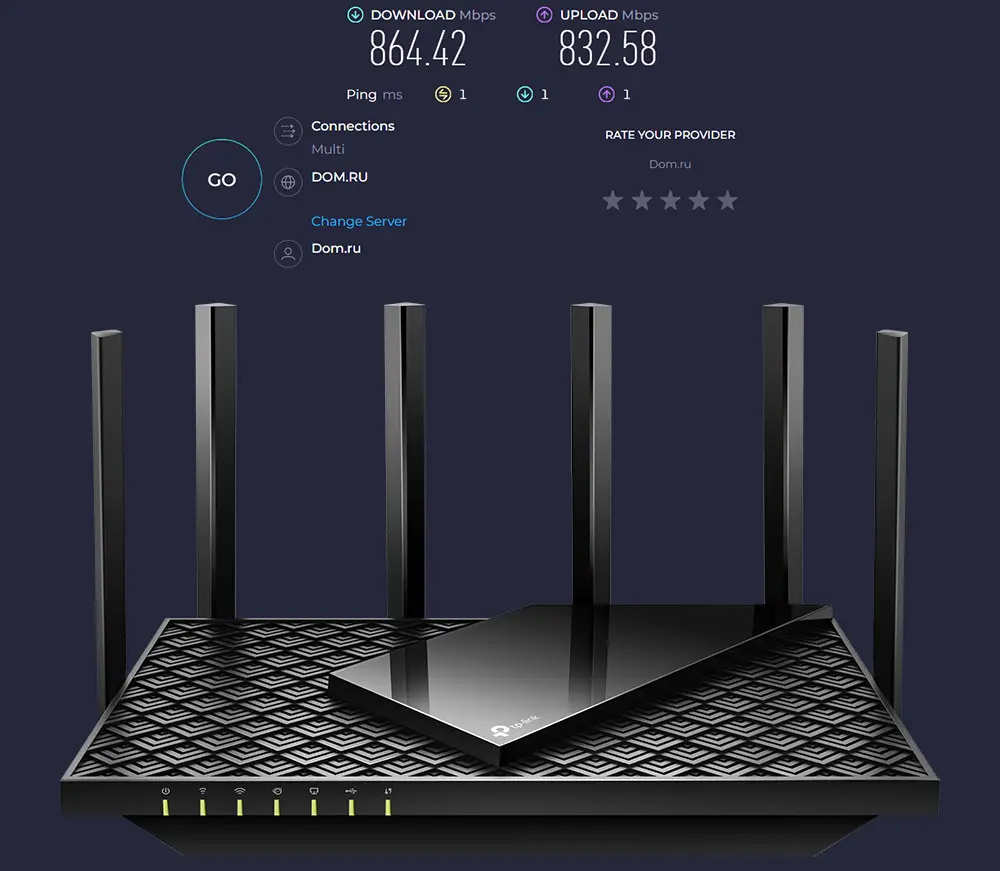 DOWNLOAD Mbps
UPLOAD Mbps
864.42
832.58
Ping ms 1 1 1
Connections
Multi
DOM.RU
Change Server
Dom.ru
GO
RATE YOUR PROVIDER
Dom.ru
tp-link